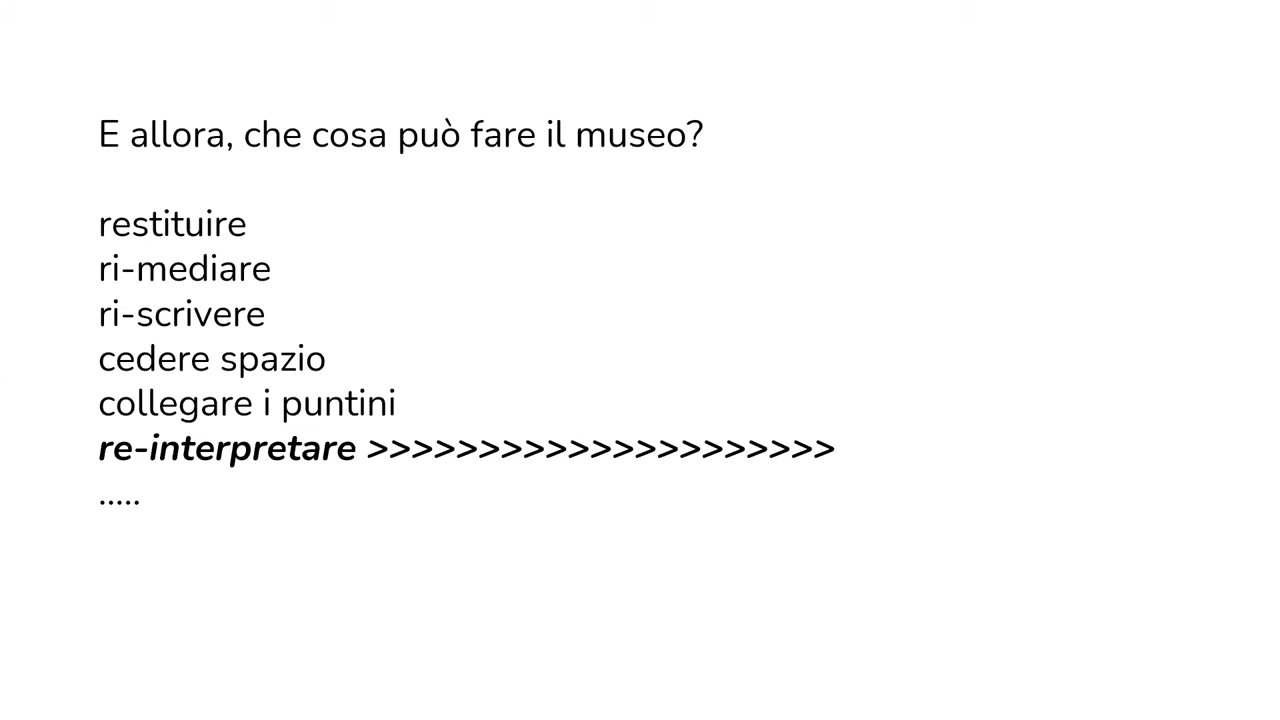 E allora, che cosa può fare il museo?
restituire
ri-mediare
ri-scrivere
cedere spazio
collegare i puntini
re-interpretare >>>>>>>>>>>>>>>>>>>>>
.....